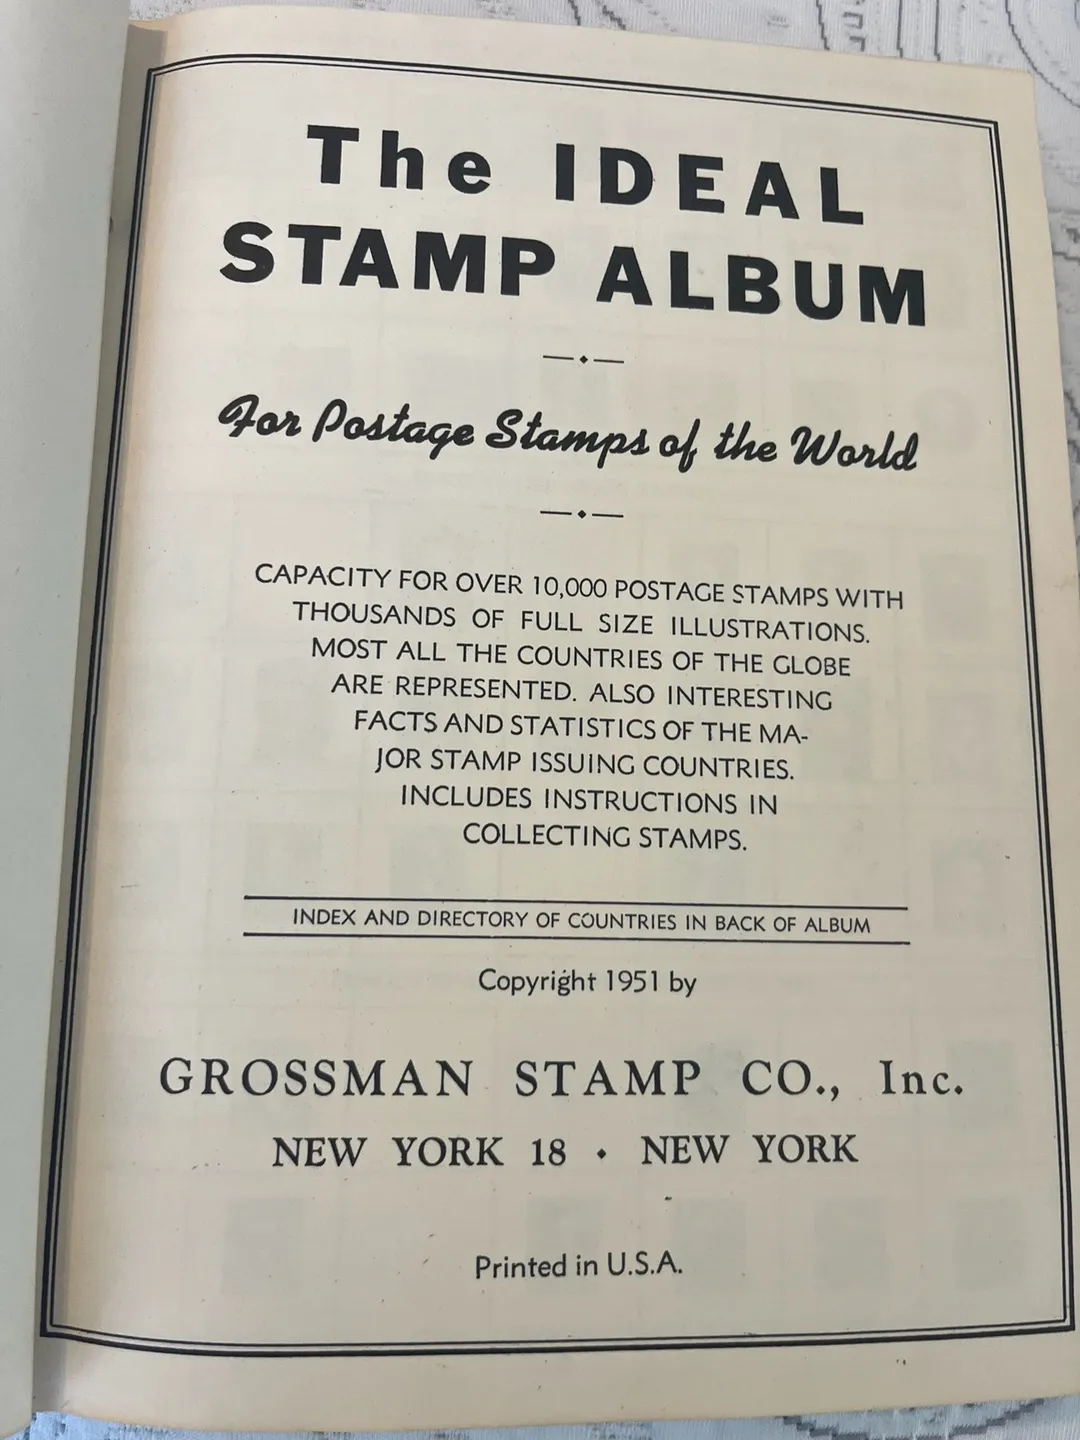 The IDEAL
STAMP ALBUM
For Postage Stamps of the World
CAPACITY FOR OVER 10,000 POSTAGE STAMPS WITH
THOUSANDS OF FULL SIZE ILLUSTRATIONS.
MOST ALL THE COUNTRIES OF THE GLOBE
ARE REPRESENTED. ALSO INTERESTING
FACTS AND STATISTICS OF THE MA-
JOR STAMP ISSUING COUNTRIES.
INCLUDES INSTRUCTIONS IN
COLLECTING STAMPS.
INDEX AND DIRECTORY OF COUNTRIES IN BACK OF ALBUM
Copyright 1951 by
GROSSMAN STAMP CO., Inc.
NEW YORK 18 • NEW YORK
Printed in U.S.A.